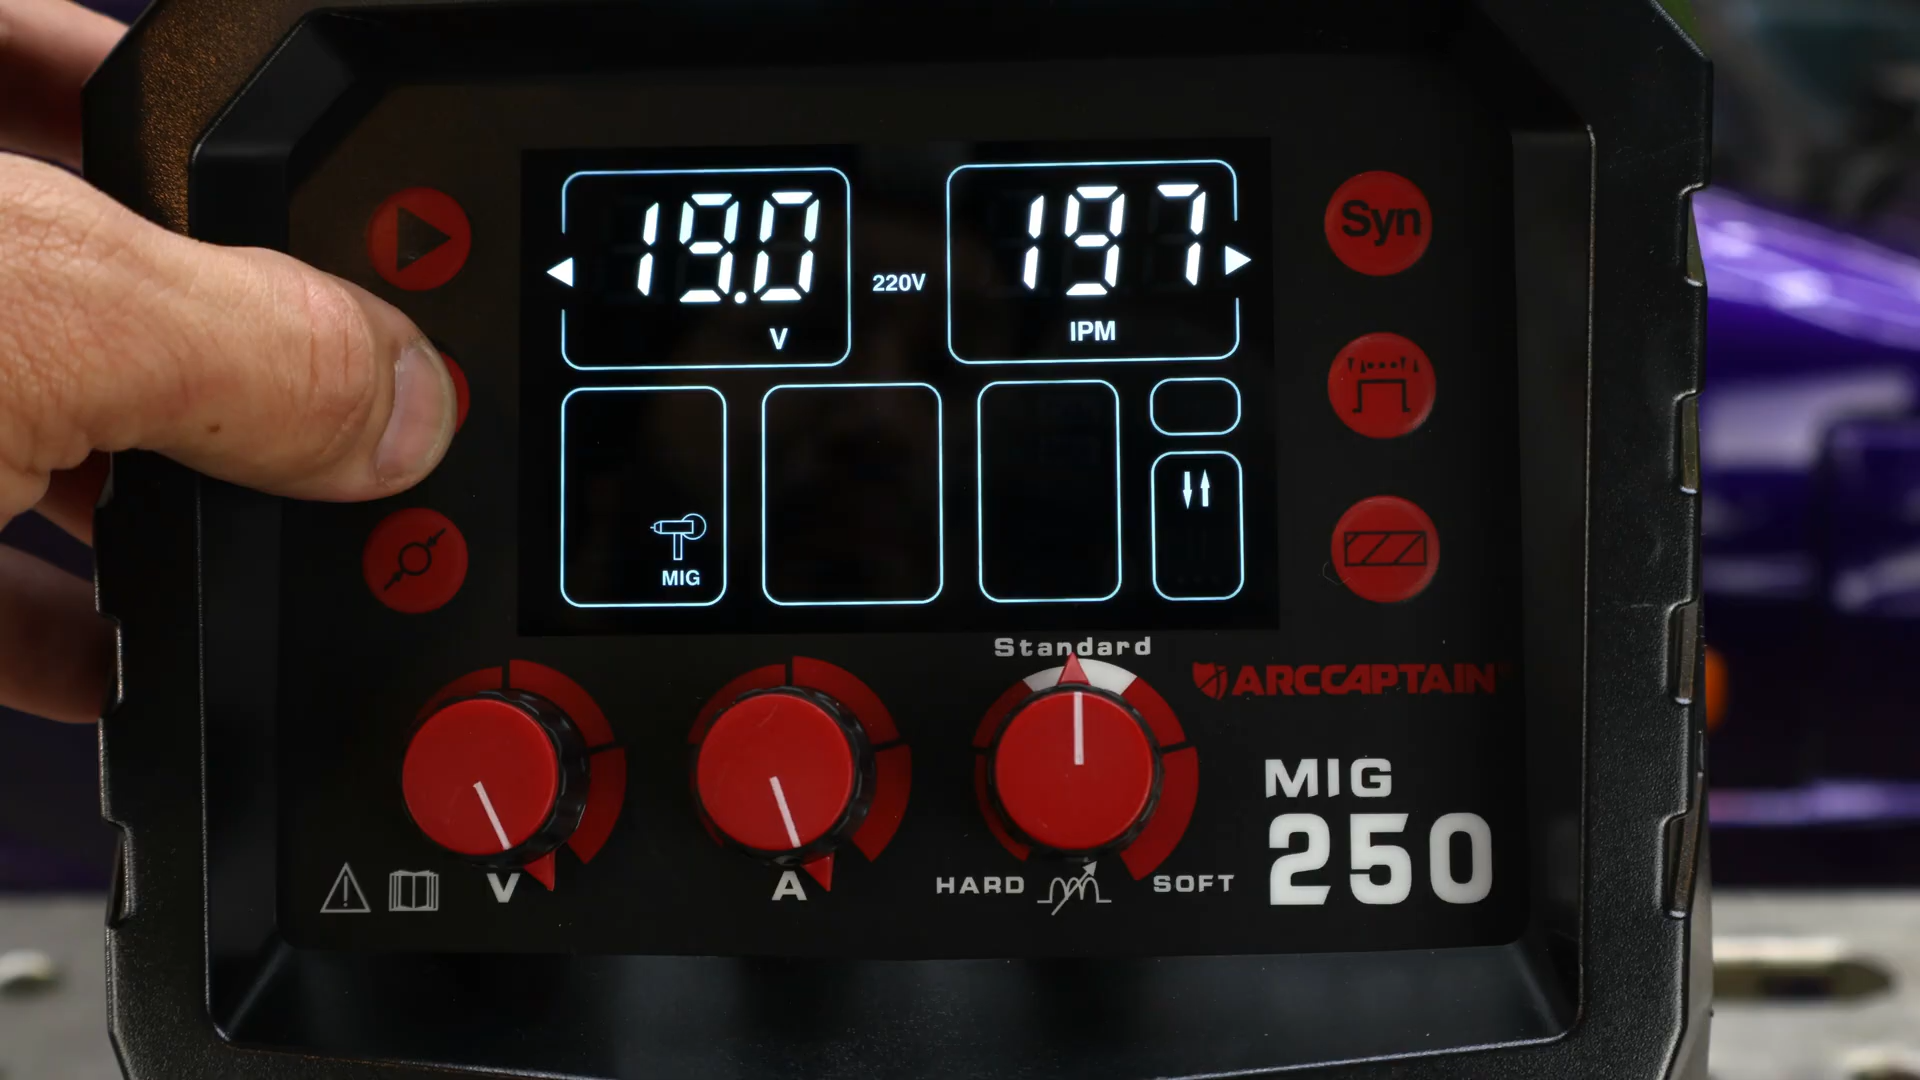 19.0
V
220V
197
IPM
Syn
MIG
Standard
ARCCAPTAIN
V
A
HARD
SOFT
MIG
250